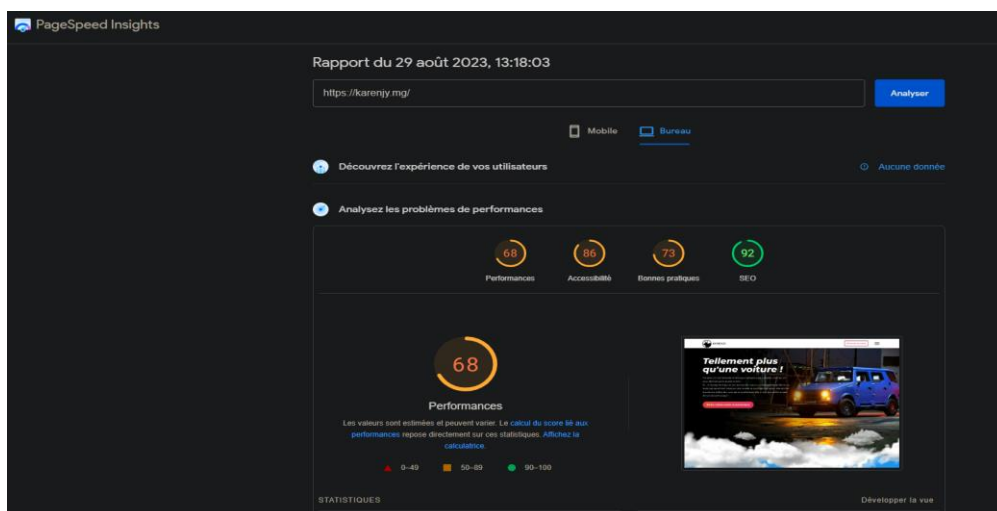 PageSpeed Insights
Rapport du 29 août 2023, 13:18:03
https://karenjy.mg/
Analyser
Mobile
Bureau
Découvrez l'expérience de vos utilisateurs
Aucune donnée
Analysez les problèmes de performances
68
86
73
92
Performances
Accessibilité
Bonnes pratiques
SEO
68
Performances
Les valeurs sont estimées et peuvent varier. Le calcul du score lié aux
performances repose directement sur ces statistiques. Affichez la
calculatrice.
0–49
50–89
90–100
Tellement plus
qu'une voiture !
STATISTIQUES
Développer la vue